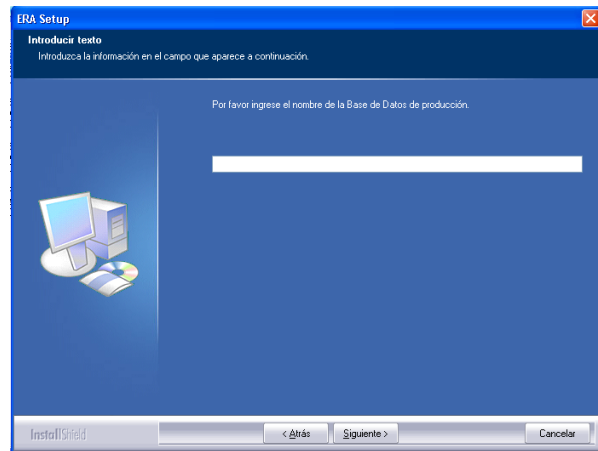 ERA Setup
Introducir texto
Introduzca la información en el campo que aparece a continuación.
Por favor ingrese el nombre de la Base de Datos de producción.
InstallShield
< Atrás
Siguiente >
Cancelar